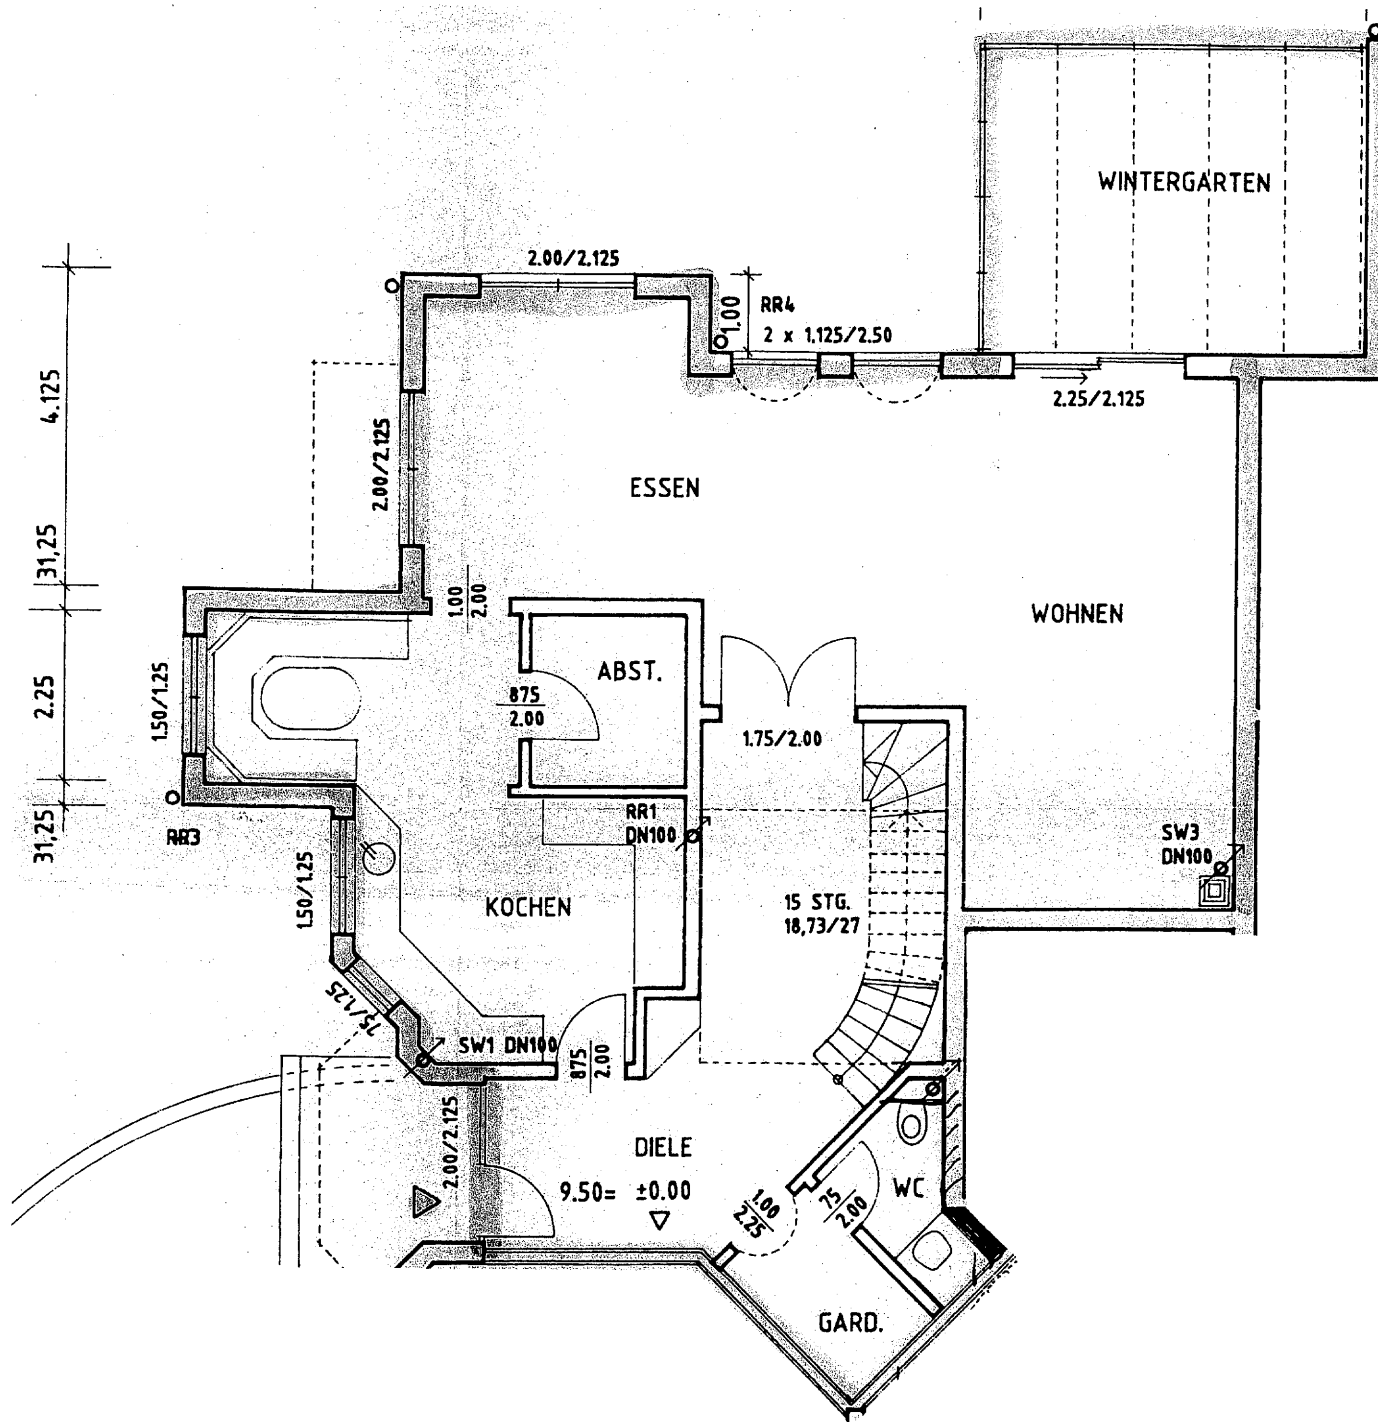 WINTERGARTEN
2.00/2.125
1.00
RR4
2 x 1.125/2.50
2.25/2.125
4.125
2.00/2.125
ESSEN
31,25
1.00
2.00
WOHNEN
ABST.
1.50/1.25
2.25
875
2.00
1.75/2.00
RR1
DN100
31,25
RR3
SW3
DN100
1.50/1.25
KOCHEN
15 STG.
18,73/27
75/1.25
SW1 DN100
875
2.00
2.00/2.125
DIELE
9.50= ±0.00
1.00
2.25
75
2.00
WC
GARD.